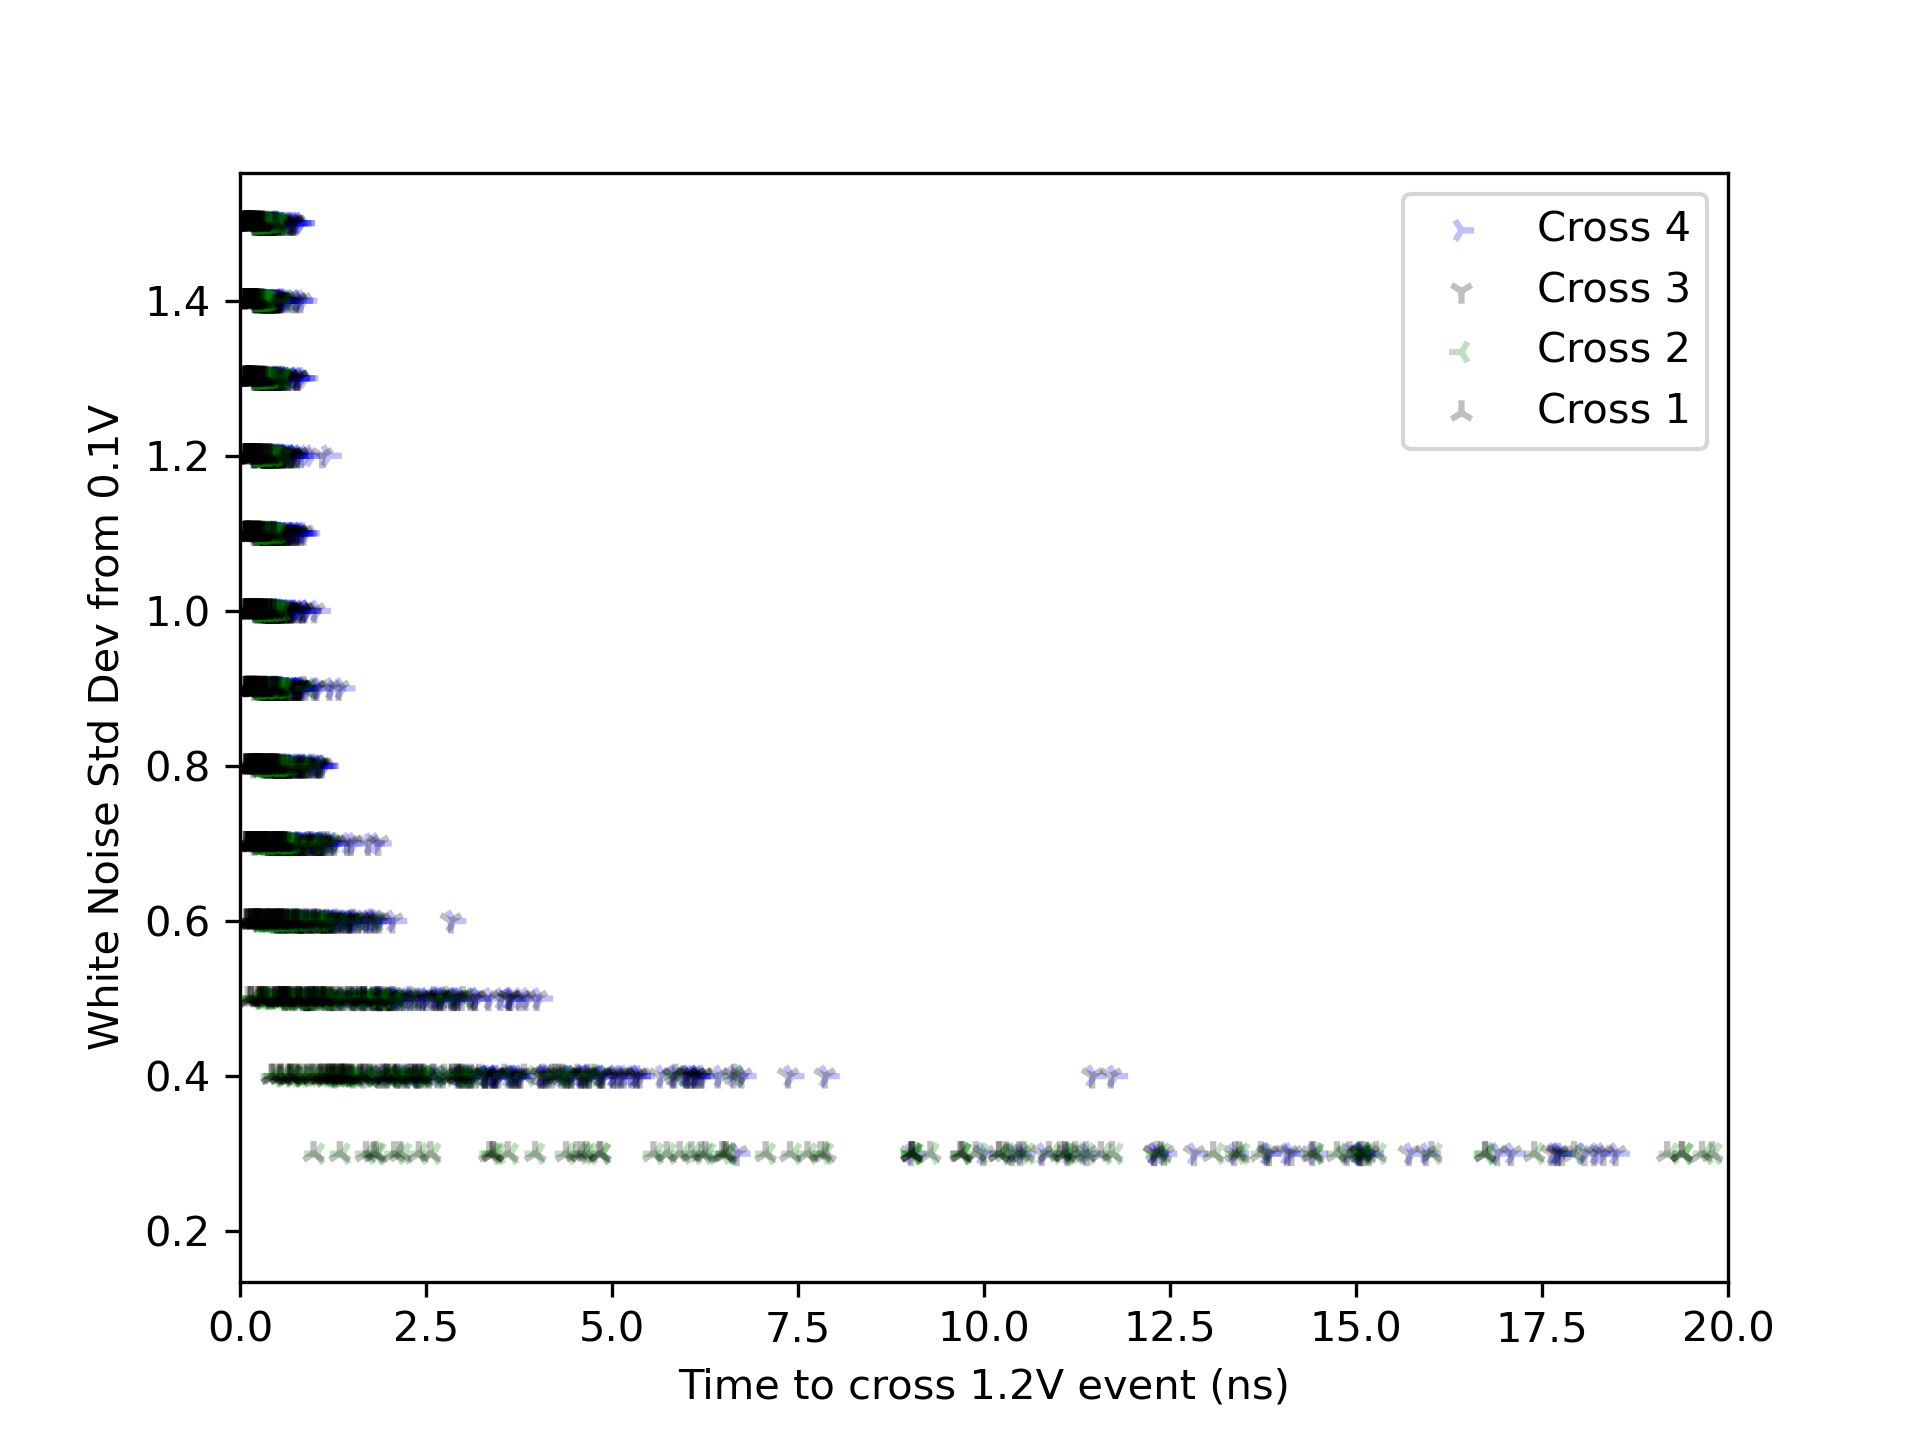 Cross 4
Cross 3
Cross 2
Cross 1
White Noise Std Dev from 0.1V
1.4
1.2
1.0
0.8
0.6
0.4
0.2
0.0 2.5 5.0 7.5 10.0 12.5 15.0 17.5 20.0
Time to cross 1.2V event (ns)